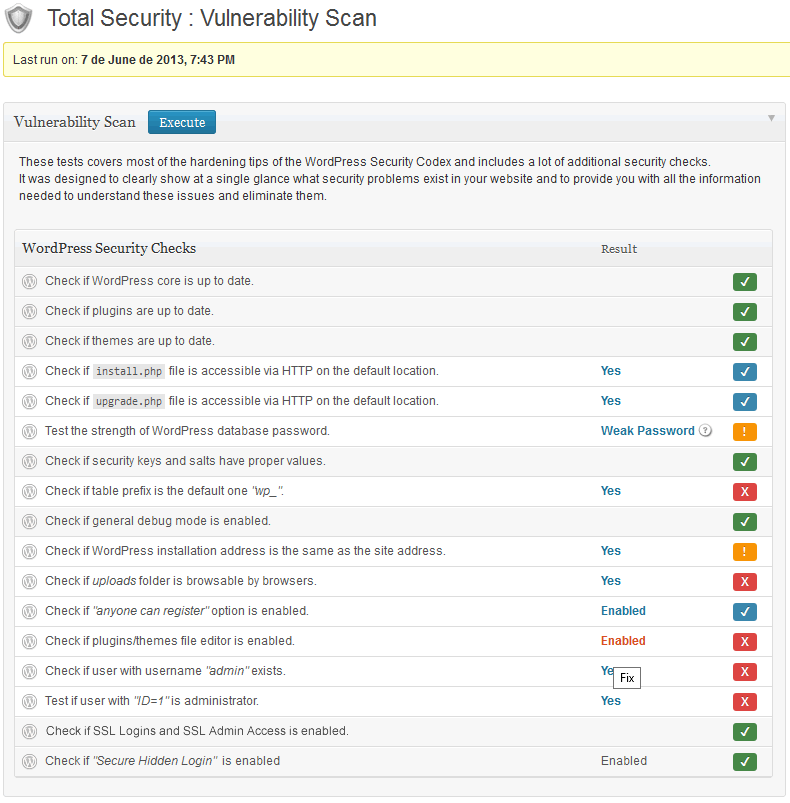 Total Security : Vulnerability Scan
Last run on: 7 de June de 2013, 7:43 PM
Vulnerability Scan Execute
These tests covers most of the hardening tips of the WordPress Security Codex and includes a lot of additional security checks.
It was designed to clearly show at a single glance what security problems exist in your website and to provide you with all the information
needed to understand these issues and eliminate them.
WordPress Security Checks Result
Check if WordPress core is up to date.
Check if plugins are up to date.
Check if themes are up to date.
Check if install.php file is accessible via HTTP on the default location. Yes
Check if upgrade.php file is accessible via HTTP on the default location. Yes
Test the strength of WordPress database password. Weak Password ? !
Check if security keys and salts have proper values.
Check if table prefix is the default one "wp_". Yes X
Check if general debug mode is enabled.
Check if WordPress installation address is the same as the site address. Yes !
Check if uploads folder is browsable by browsers. Yes X
Check if "anyone can register" option is enabled. Enabled
Check if plugins/themes file editor is enabled. Enabled X
Check if user with username "admin" exists. Ye X
Fix
Test if user with "ID=1" is administrator. Yes X
Check if SSL Logins and SSL Admin Access is enabled.
Check if "Secure Hidden Login" is enabled Enabled